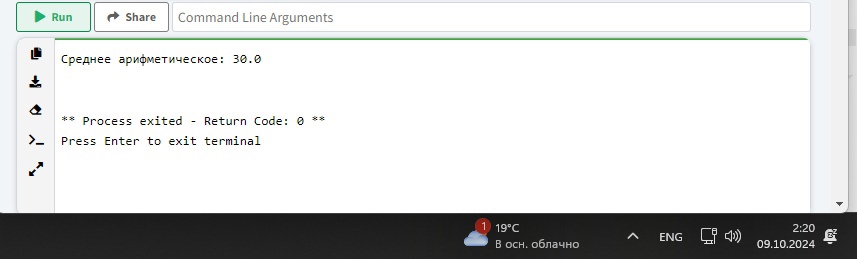 Run Share Command Line Arguments
Среднее арифметическое: 30.0
** Process exited - Return Code: 0 **
Press Enter to exit terminal
1 19°C
В осн. облачно
ENG
2:20
09.10.2024